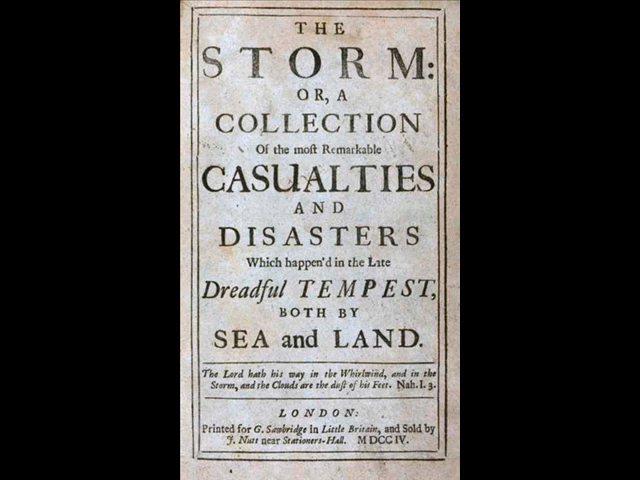 THE
STORM:
OR, A
COLLECTION
Of the moſt Remarkable
CASUALTIES
AND
DISASTERS
Which happen'd in the Late
Dreadful TEMPEST,
BOTH BY
SEA and LAND.
The Lord hath his way in the Whirlwind, and in the
Storm, and the Clouds are the duſt of his Feet. Nah. I. 3.
LONDON:
Printed for G. Sawbridge in Little Britain, and Sold by
J. Nutt near Stationers-Hall. M DCC IV.